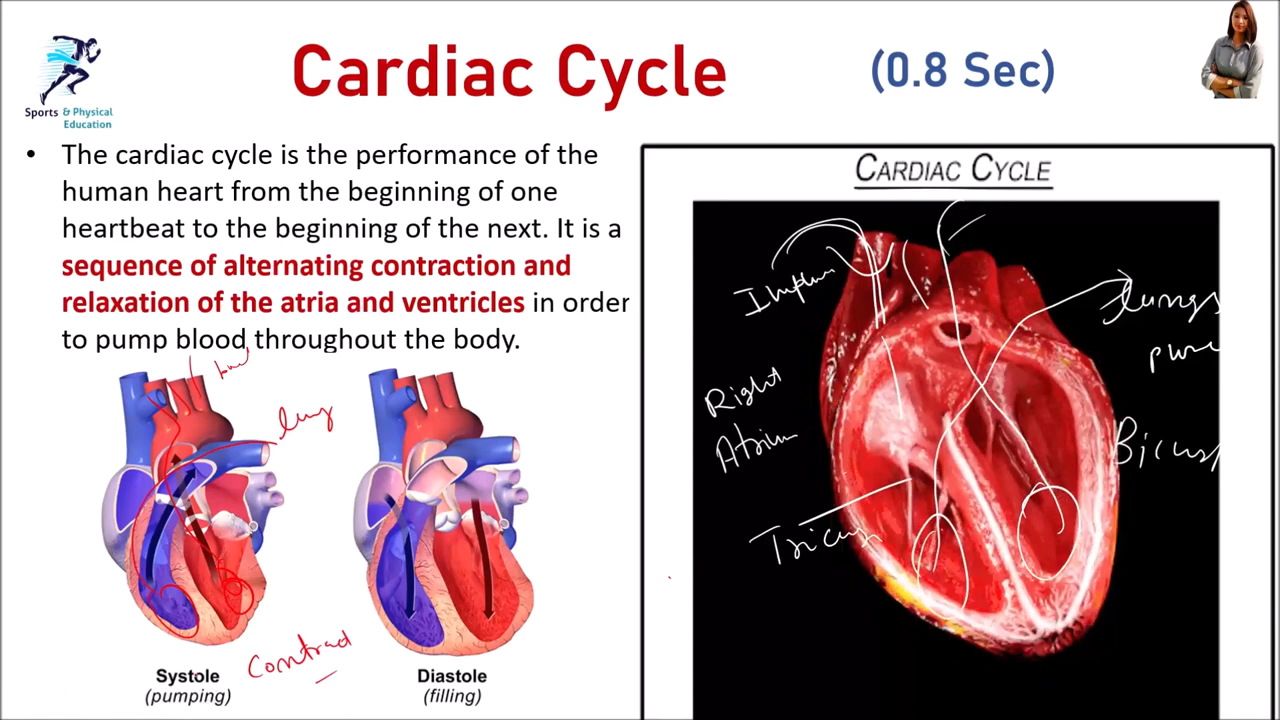 Cardiac Cycle
(0.8 Sec)
Sports & Physical
Education
• The cardiac cycle is the performance of the
human heart from the beginning of one
heartbeat to the beginning of the next. It is a
sequence of alternating contraction and
relaxation of the atria and ventricles in order
to pump blood throughout the body.
lung
Contract
Systole
(pumping)
Diastole
(filling)
CARDIAC CYCLE
Right
Atrium
Tricus
Lungs
pure
Bicusp